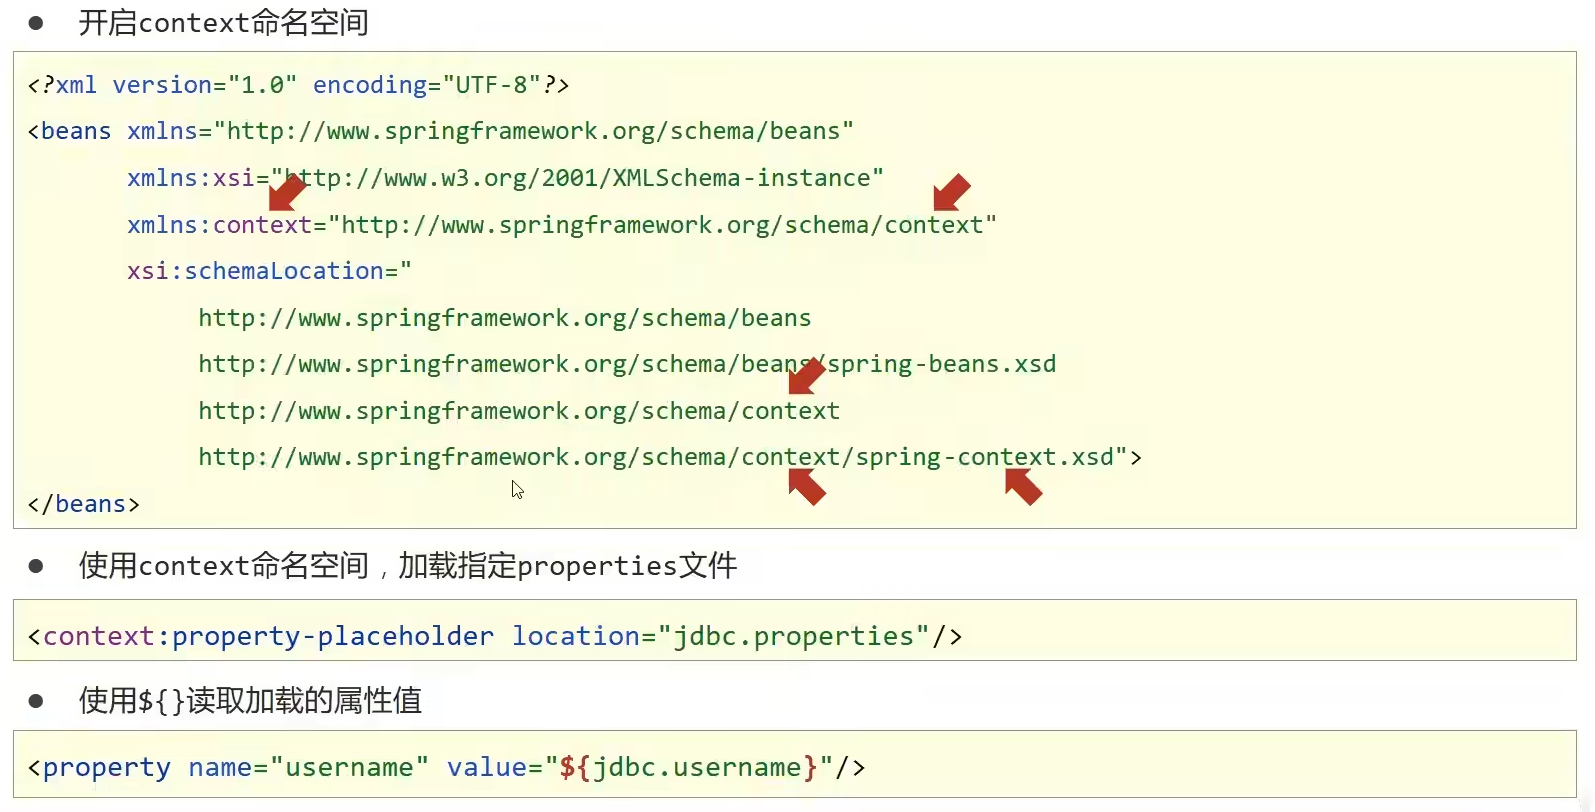 ● 开启context命名空间
<?xml version="1.0" encoding="UTF-8"?>
<beans xmlns="http://www.springframework.org/schema/beans"
xmlns:xsi="http://www.w3.org/2001/XMLSchema-instance"
xmlns:context="http://www.springframework.org/schema/context"
xsi:schemaLocation="
http://www.springframework.org/schema/beans
http://www.springframework.org/schema/beans/spring-beans.xsd
http://www.springframework.org/schema/context
http://www.springframework.org/schema/context/spring-context.xsd">
</beans>
● 使用context命名空间，加载指定properties文件
<context:property-placeholder location="jdbc.properties"/>
● 使用${}读取加载的属性值
<property name="username" value="${jdbc.username}"/>